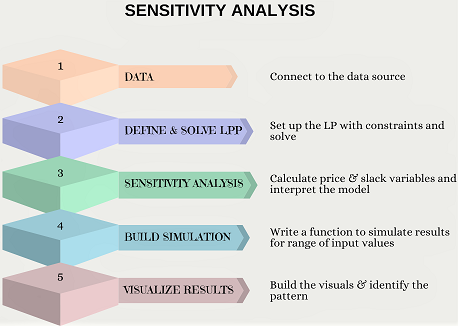 SENSITIVITY ANALYSIS
1
DATA
Connect to the data source
2
DEFINE & SOLVE LPP
Set up the LP with constraints and
solve
3
SENSITIVITY ANALYSIS
Calculate price & slack variables and
interpret the model
4
BUILD SIMULATION
Write a function to simulate results
for range of input values
5
VISUALIZE RESULTS
Build the visuals & identify the
pattern